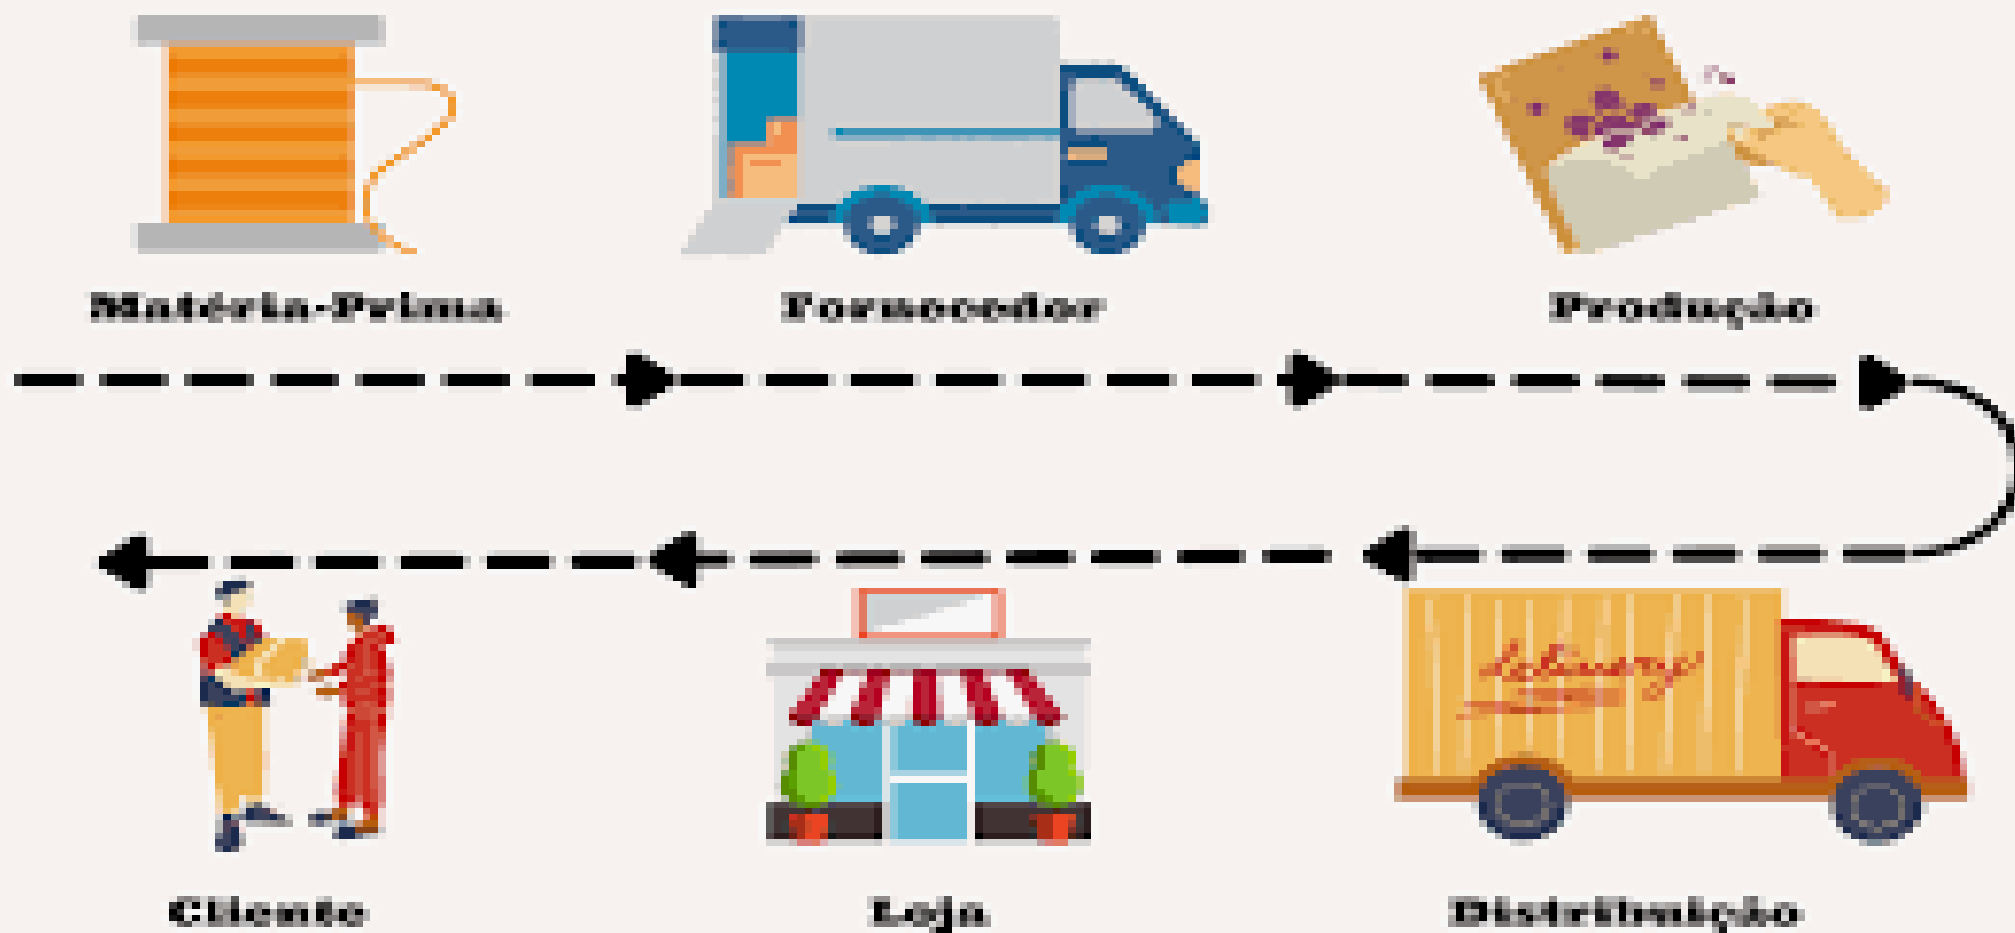 Matéria-Prima
Fornecedor
Produção
Cliente
Loja
Distribuição